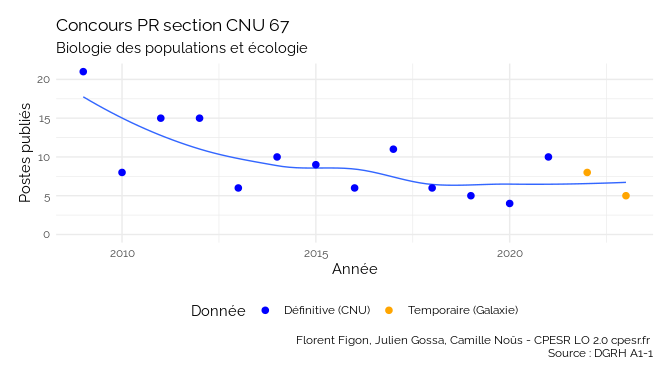 Concours PR section CNU 67
Biologie des populations et écologie
Postes publiés
20
15
10
5
0
2010
2015
2020
Année
Donnée
Définitive (CNU)
Temporaire (Galaxie)
Florent Figon, Julien Gossa, Camille Noûs - CPESR LO 2.0 cpesr.fr
Source : DGRH A1-1